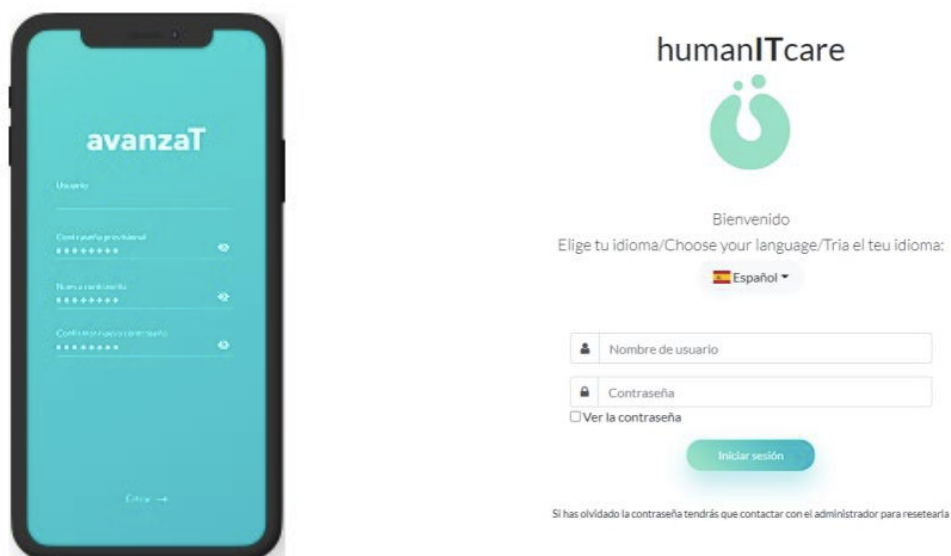 avanzaT
Usuario
Contraseña provisional
Nueva contraseña
Confirmar nueva contraseña
Entrar →
humanITcare
Bienvenido
Elige tu idioma/Choose your language/Tria el teu idioma:
Español
Nombre de usuario
Contraseña
Ver la contraseña
Iniciar sesión
Si has olvidado la contraseña tendrás que contactar con el administrador para resetearla